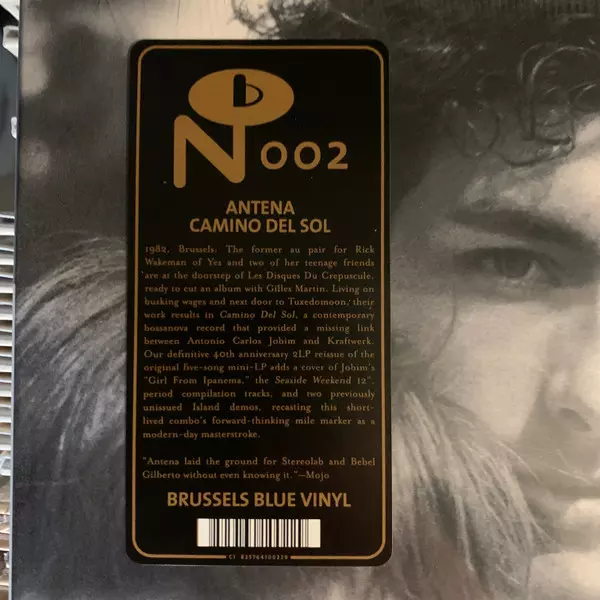 N 002
ANTENA
CAMINO DEL SOL
1982, Brussels: The former au pair for Rick
Wakeman of Yes and two of her teenage friends
are at the doorstep of Les Disques Du Crepuscule,
ready to cut an album with Gilles Martin. Living on
busking wages and next door to Tuxedomoon, their
work results in Camino Del Sol, a contemporary
bossanova record that provided a missing link
between Antonio Carlos Jobim and Kraftwerk.
Our definitive 40th anniversary 2LP reissue of the
original five-song mini-LP adds a cover of Jobim's
"Girl From Ipanema," the Seaside Weekend 12",
period compilation tracks, and two previously
unissued Island demos, recasting this short-
lived combo's forward-thinking mile marker as a
modern-day masterstroke.
"Antena laid the ground for Stereolab and Bebel
Gilberto without even knowing it."—Mojo
BRUSSELS BLUE VINYL
C1 825764100229